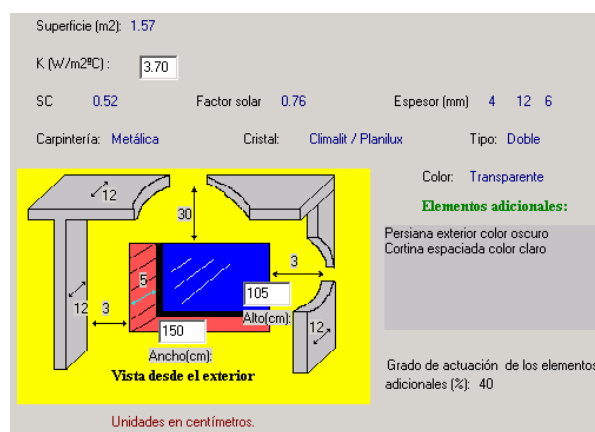 Superficie (m2): 1.57
K (W/m2ºC) : 3.70
SC 0.52 Factor solar 0.76 Espesor (mm) 4 12 6
Carpintería: Metálica Cristal: Climalit / Planilux Tipo: Doble
Color: Transparente
Elementos adicionales:
Persiana exterior color oscuro
Cortina espaciada color claro
12
30
3
5
105
Alto(cm):
12 3
150
12
Ancho(cm):
Vista desde el exterior
Grado de actuación de los elementos
adicionales (%): 40
Unidades en centímetros.